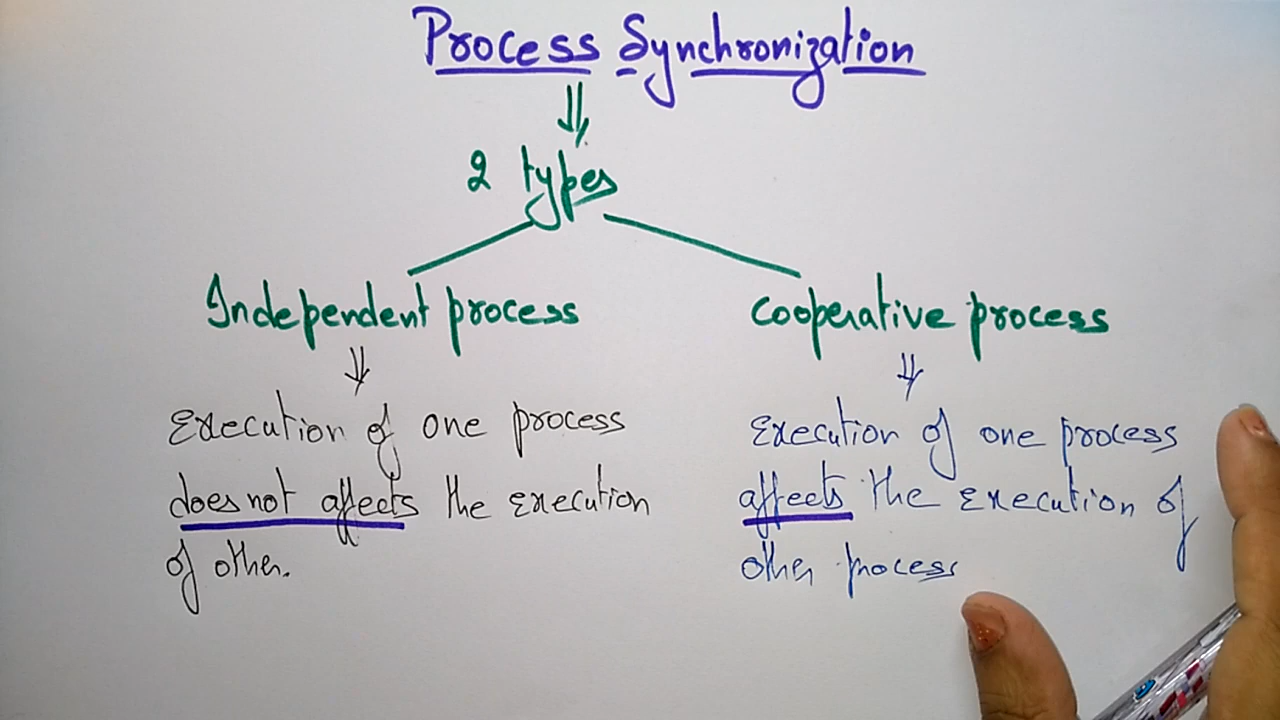 Process Synchronization
2 types
Independent process
cooperative process
Execution of one process
does not affects the execution
of other.
Execution of one process
affects the execution of
other process